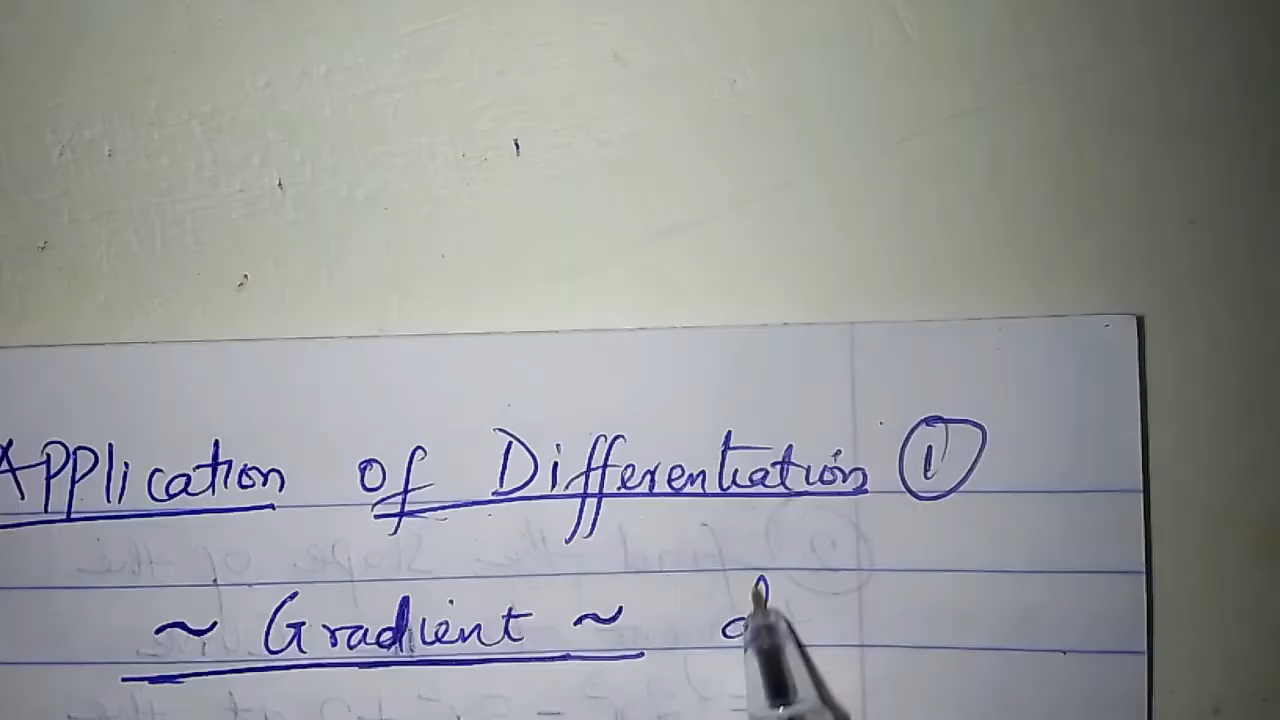 Application of Differentiation ①
~ Gradient ~